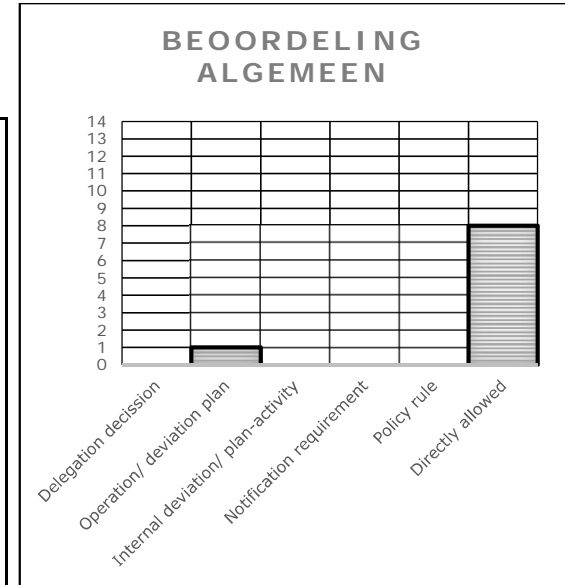 BEOORDELING
ALGEMEEN
14
13
12
11
10
9
8
7
6
5
4
3
2
1
0
Delegation decission
Operation/ deviation plan
Internal deviation/ plan-activity
Notification requirement
Policy rule
Directly allowed